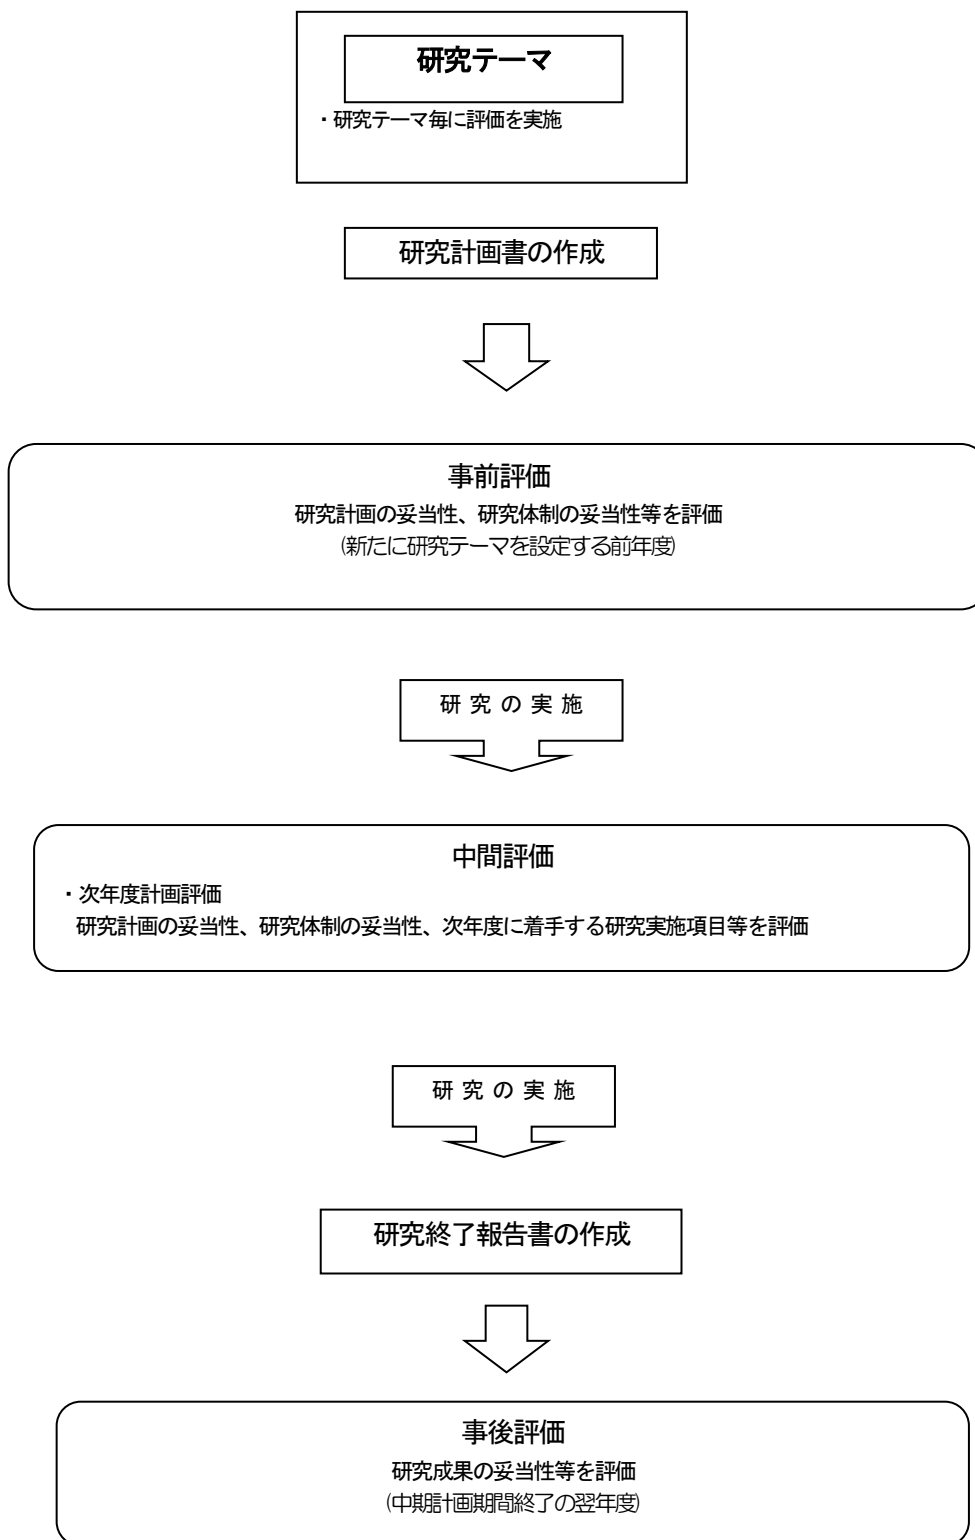 研究テーマ
・研究テーマ毎に評価を実施
研究計画書の作成
事前評価
研究計画の妥当性、研究体制の妥当性等を評価
(新たに研究テーマを設定する前年度)
研究の実施
中間評価
・次年度計画評価
研究計画の妥当性、研究体制の妥当性、次年度に着手する研究実施項目等を評価
研究の実施
研究終了報告書の作成
事後評価
研究成果の妥当性等を評価
(中期計画期間終了の翌年度)